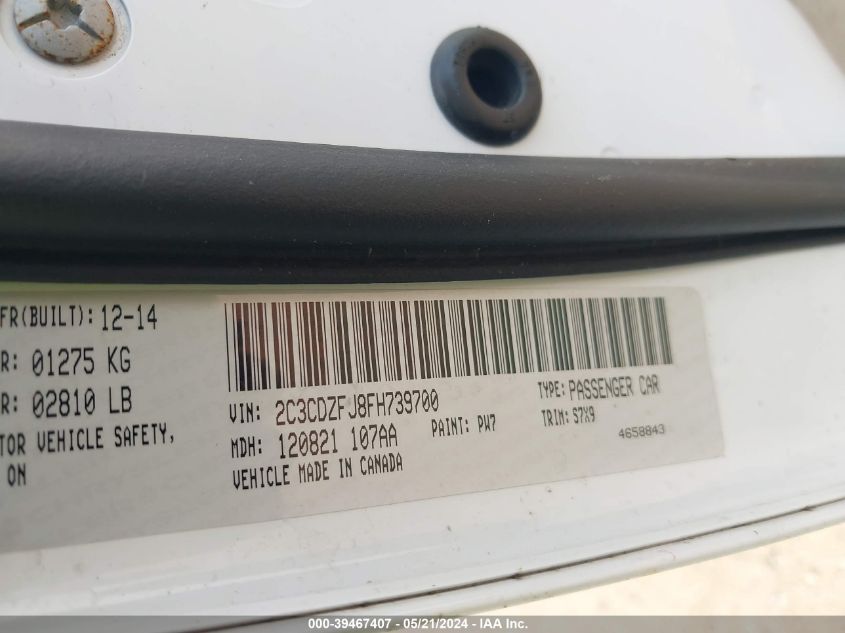 FR(BUILT): 12-14
R: 01275 KG
R: 02810 LB
TOR VEHICLE SAFETY,
ON
VIN: 2C3CDZFJ8FH739700
TYPE: PASSENGER CAR
MDH: 120821 107AA
PAINT: PW7
TRIM: S7X9
VEHICLE MADE IN CANADA
4658843
000-39467407 - 05/21/2024 - IAA Inc.